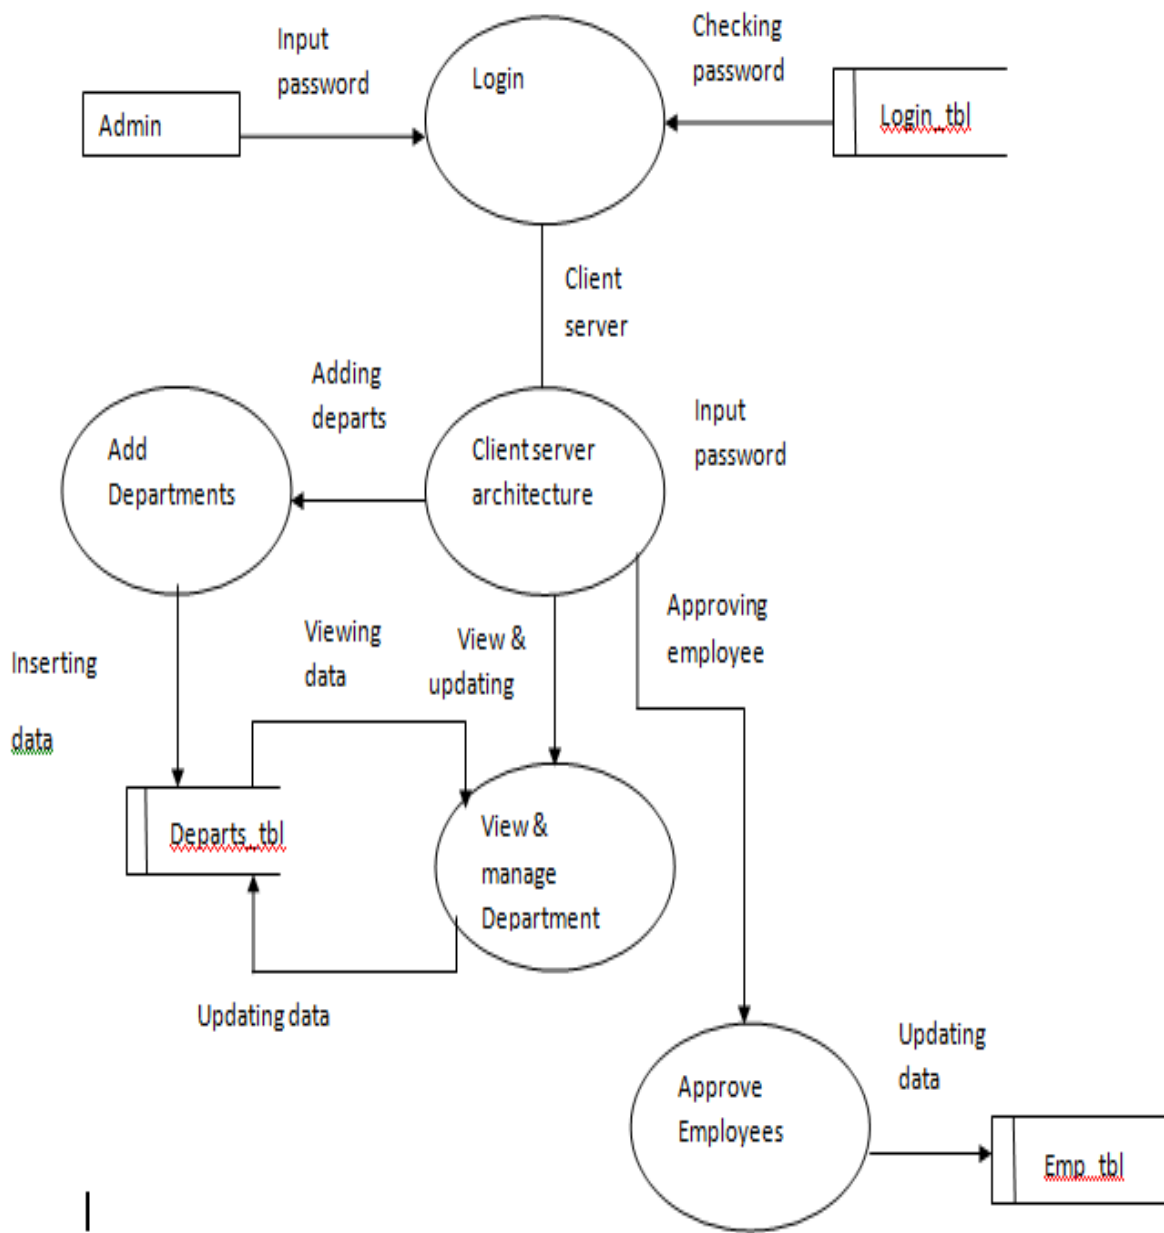 Input
password
Checking
password
Login
Admin
Login_tbl
Client
server
Adding
departs
Input
password
Add
Departments
Client server
architecture
Approving
employee
Viewing
data
View &
updating
Inserting
data
Departs_tbl
View &
manage
Department
Updating data
Updating
data
Approve
Employees
Emp_tbl